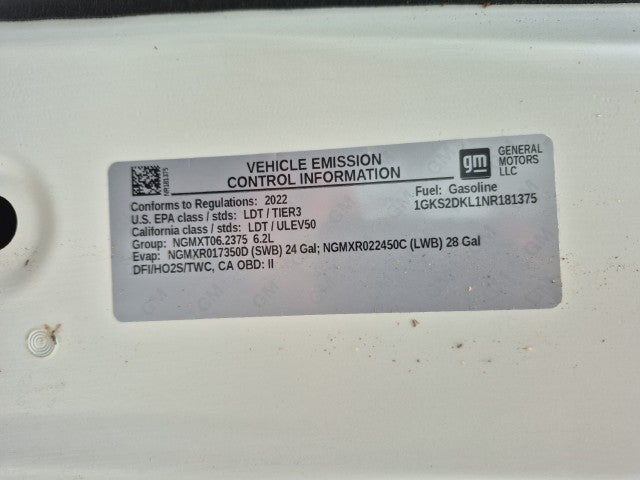 VEHICLE EMISSION
CONTROL INFORMATION
gm
GENERAL
MOTORS
LLC
NR181375
Conforms to Regulations: 2022
Fuel: Gasoline
U.S. EPA class / stds: LDT / TIER3
1GKS2DKL1NR181375
California class / stds: LDT / ULEV50
Group: NGMXT06.2375 6.2L
Evap: NGMXR017350D (SWB) 24 Gal; NGMXR022450C (LWB) 28 Gal
DFI/HO2S/TWC, CA OBD: II